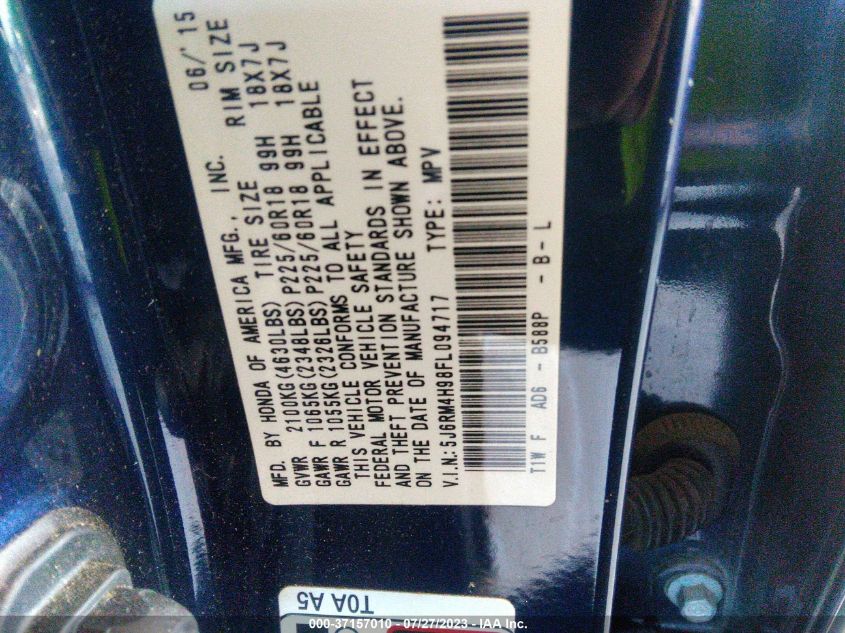 MFD. BY HONDA OF AMERICA MFG., INC. 06/'15
GVWR 2100KG(4630LBS) TIRE SIZE RIM SIZE
GAWR F 1065KG(2348LBS) P225/60R18 99H 18X7J
GAWR R 1055KG(2326LBS) P225/60R18 99H 18X7J
THIS VEHICLE CONFORMS TO ALL APPLICABLE
FEDERAL MOTOR VEHICLE SAFETY
AND THEFT PREVENTION STANDARDS IN EFFECT
ON THE DATE OF MANUFACTURE SHOWN ABOVE.
V.I.N:5J6RM4H98FL094717 TYPE: MPV
T1W F AD6 - B588P - B - L
T0A A5
000-37157010 - 07/27/2023 - IAA Inc.